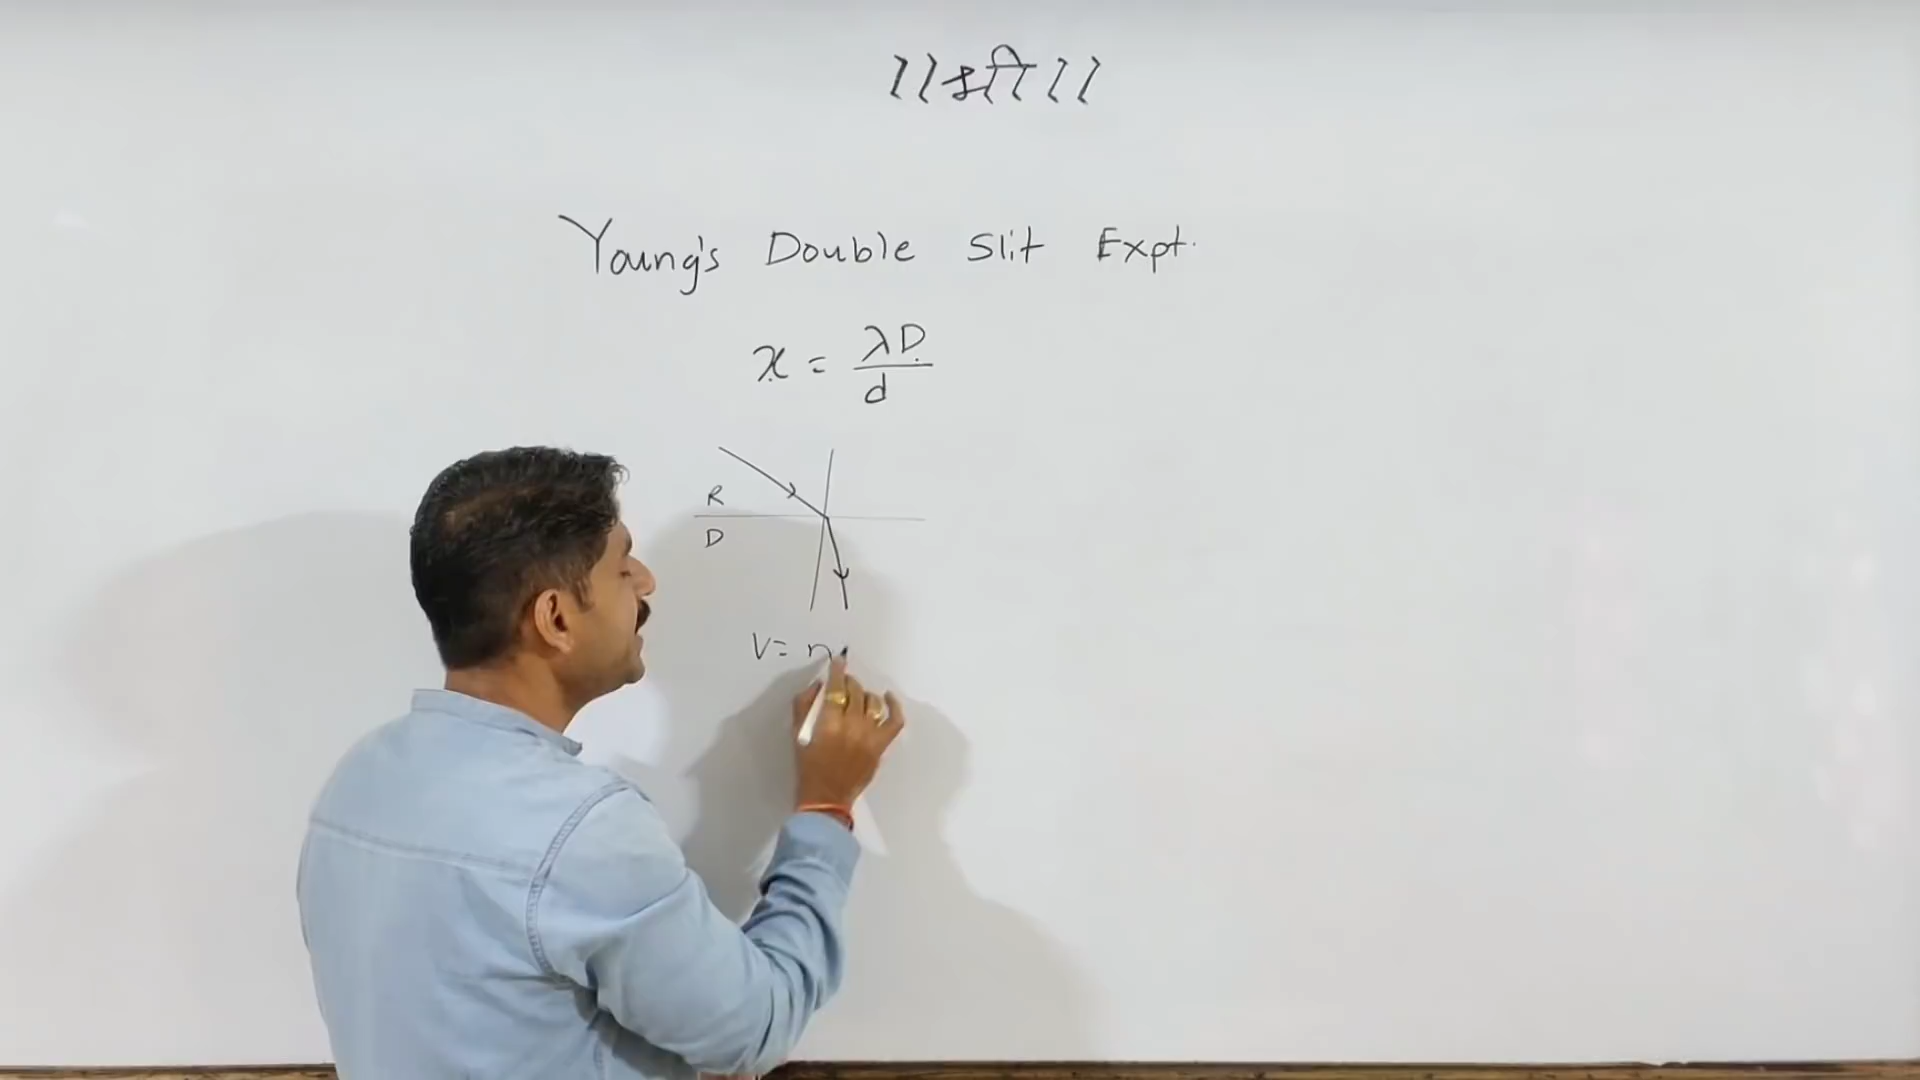 ।। श्री ।।
Young's Double Slit Expt.
x = λD / d
R
D
V= n